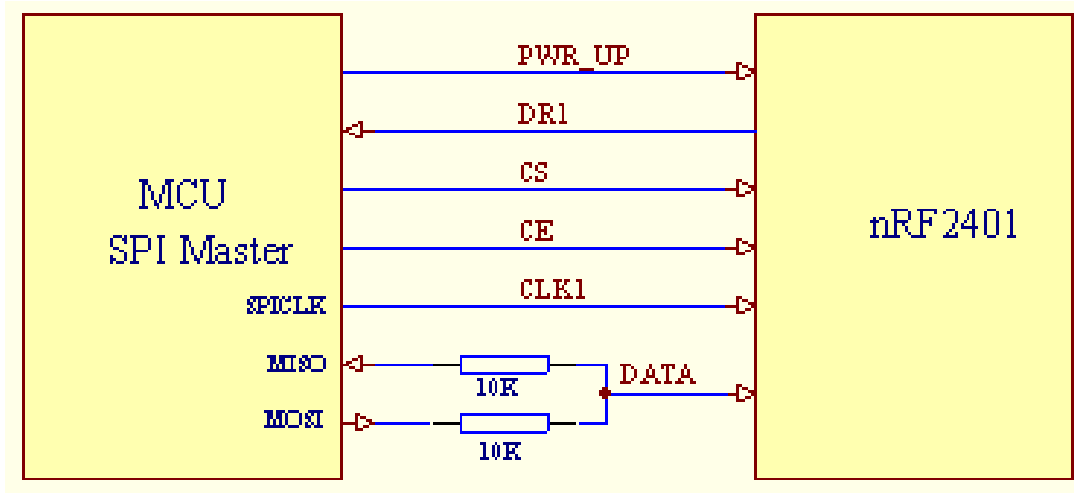 PWR_UP
DR1
CS
MCU
SPI Master
nRF2401
CE
CLK1
SPICLK
MISO
10K
DATA
MOSI
10K